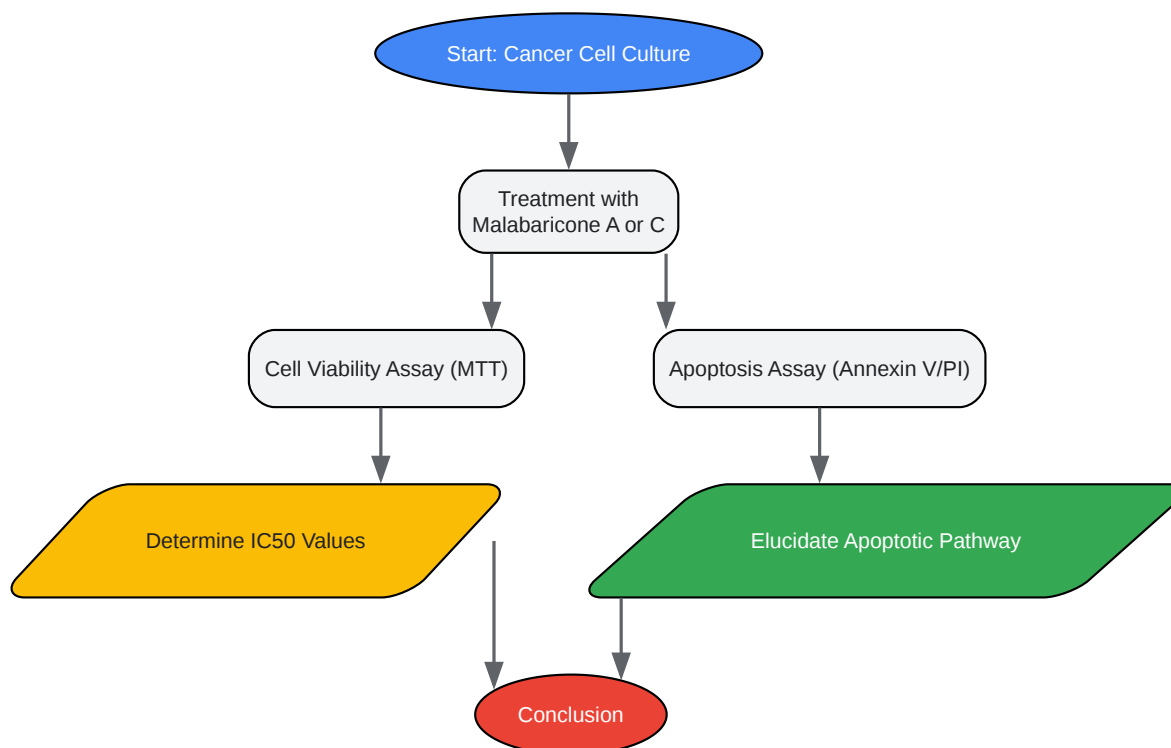 Start: Cancer Cell Culture
Treatment with
Malabaricone A or C
Cell Viability Assay (MTT)
Apoptosis Assay (Annexin V/PI)
Determine IC50 Values
Elucidate Apoptotic Pathway
Conclusion